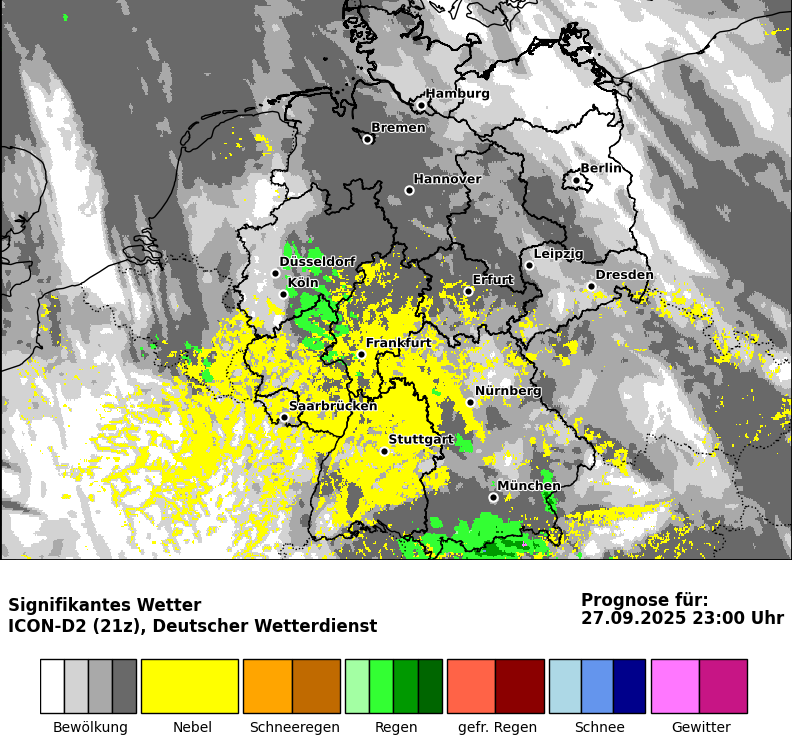 Hamburg
Bremen
Berlin
Hannover
Leipzig
Düsseldorf
Dresden
Köln
Erfurt
Frankfurt
Nürnberg
Saarbrücken
Stuttgart
München
Signifikantes Wetter
ICON-D2 (21z), Deutscher Wetterdienst
Prognose für:
27.09.2025 23:00 Uhr
Bewölkung Nebel Schneeregen Regen gefr. Regen Schnee Gewitter